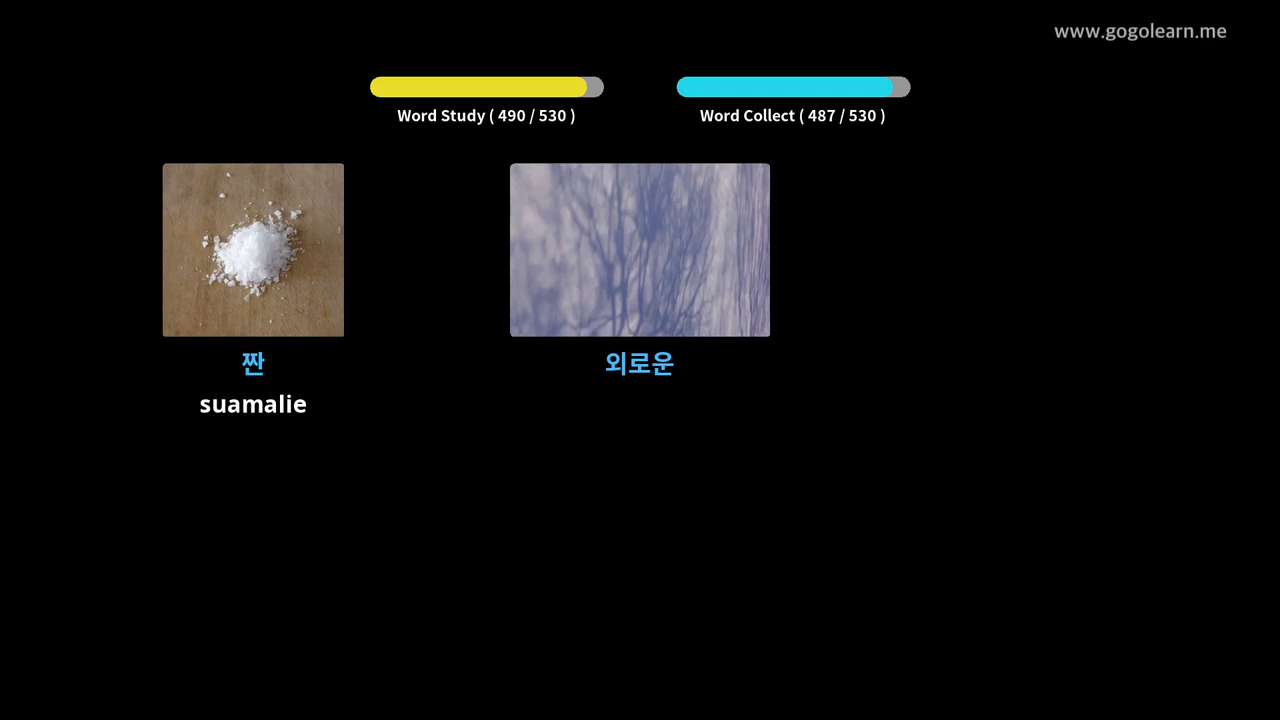 www.gogolearn.me
Word Study ( 490 / 530 )
Word Collect ( 487 / 530 )
짠
suamalie
외로운